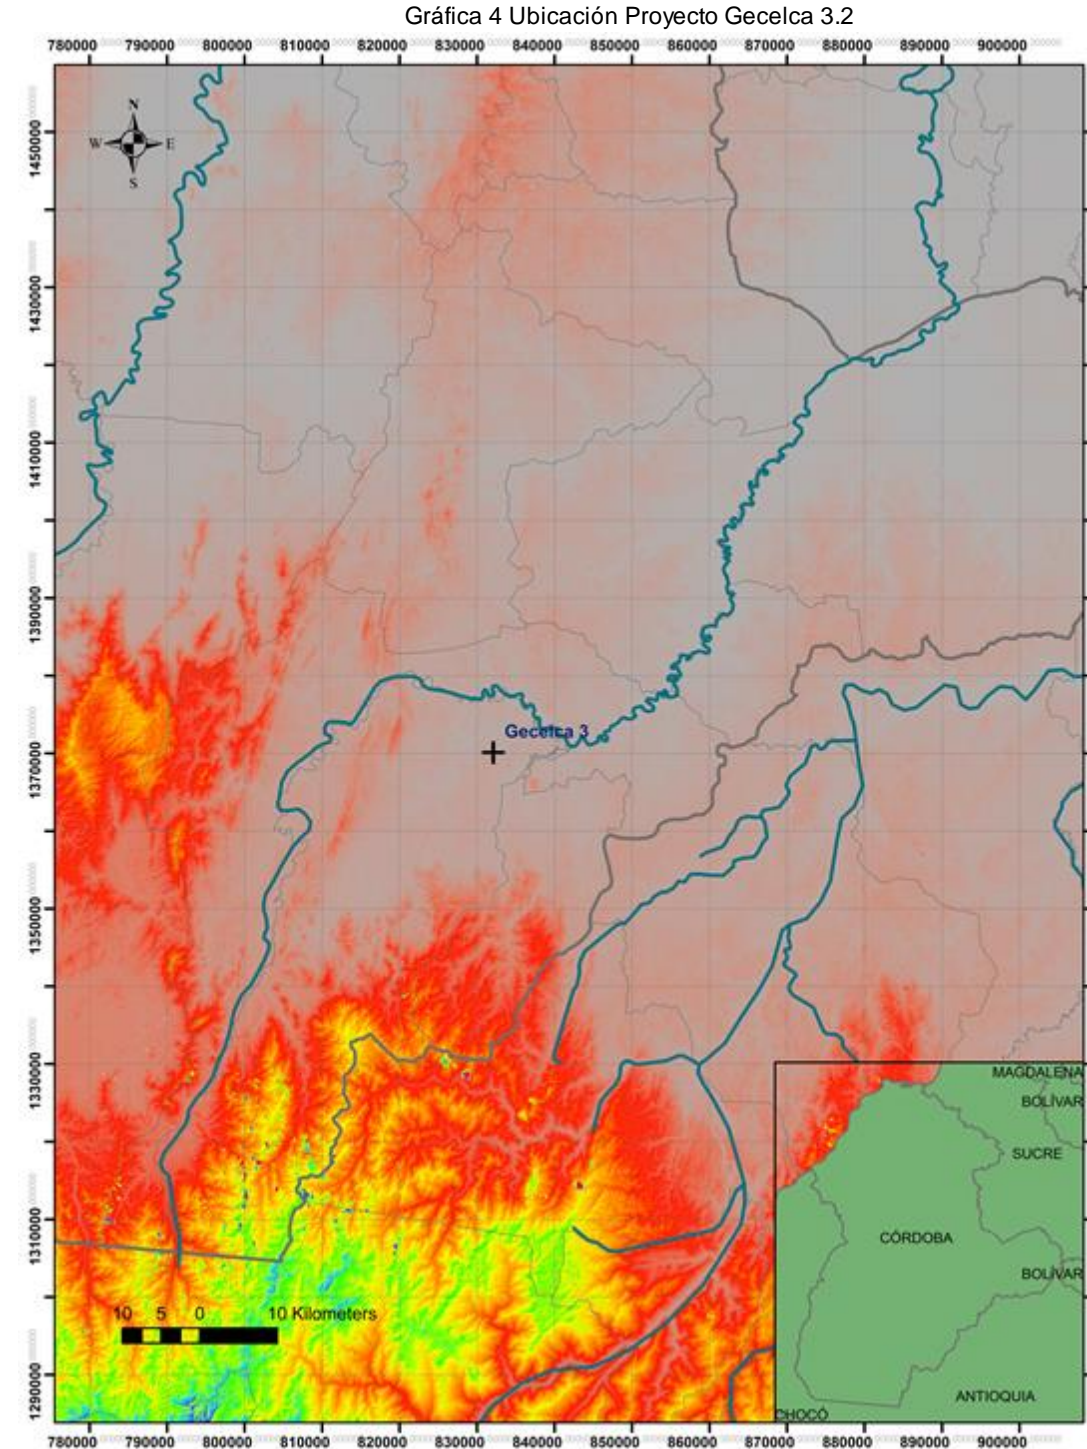 Gráfica 4 Ubicación Proyecto Gecelca 3.2
780000 790000 800000 810000 820000 830000 840000 850000 860000 870000 880000 890000 900000
N
W E
S
1450000
1430000
1410000
1390000
1370000
1350000
1330000
1310000
1290000
Gecelca 3
10 5 0 10 Kilometers
MAGDALENA
BOLÍVAR
SUCRE
CÓRDOBA
BOLÍVAR
ANTIOQUIA
CHOCÓ
780000 790000 800000 810000 820000 830000 840000 850000 860000 870000 880000 890000 900000